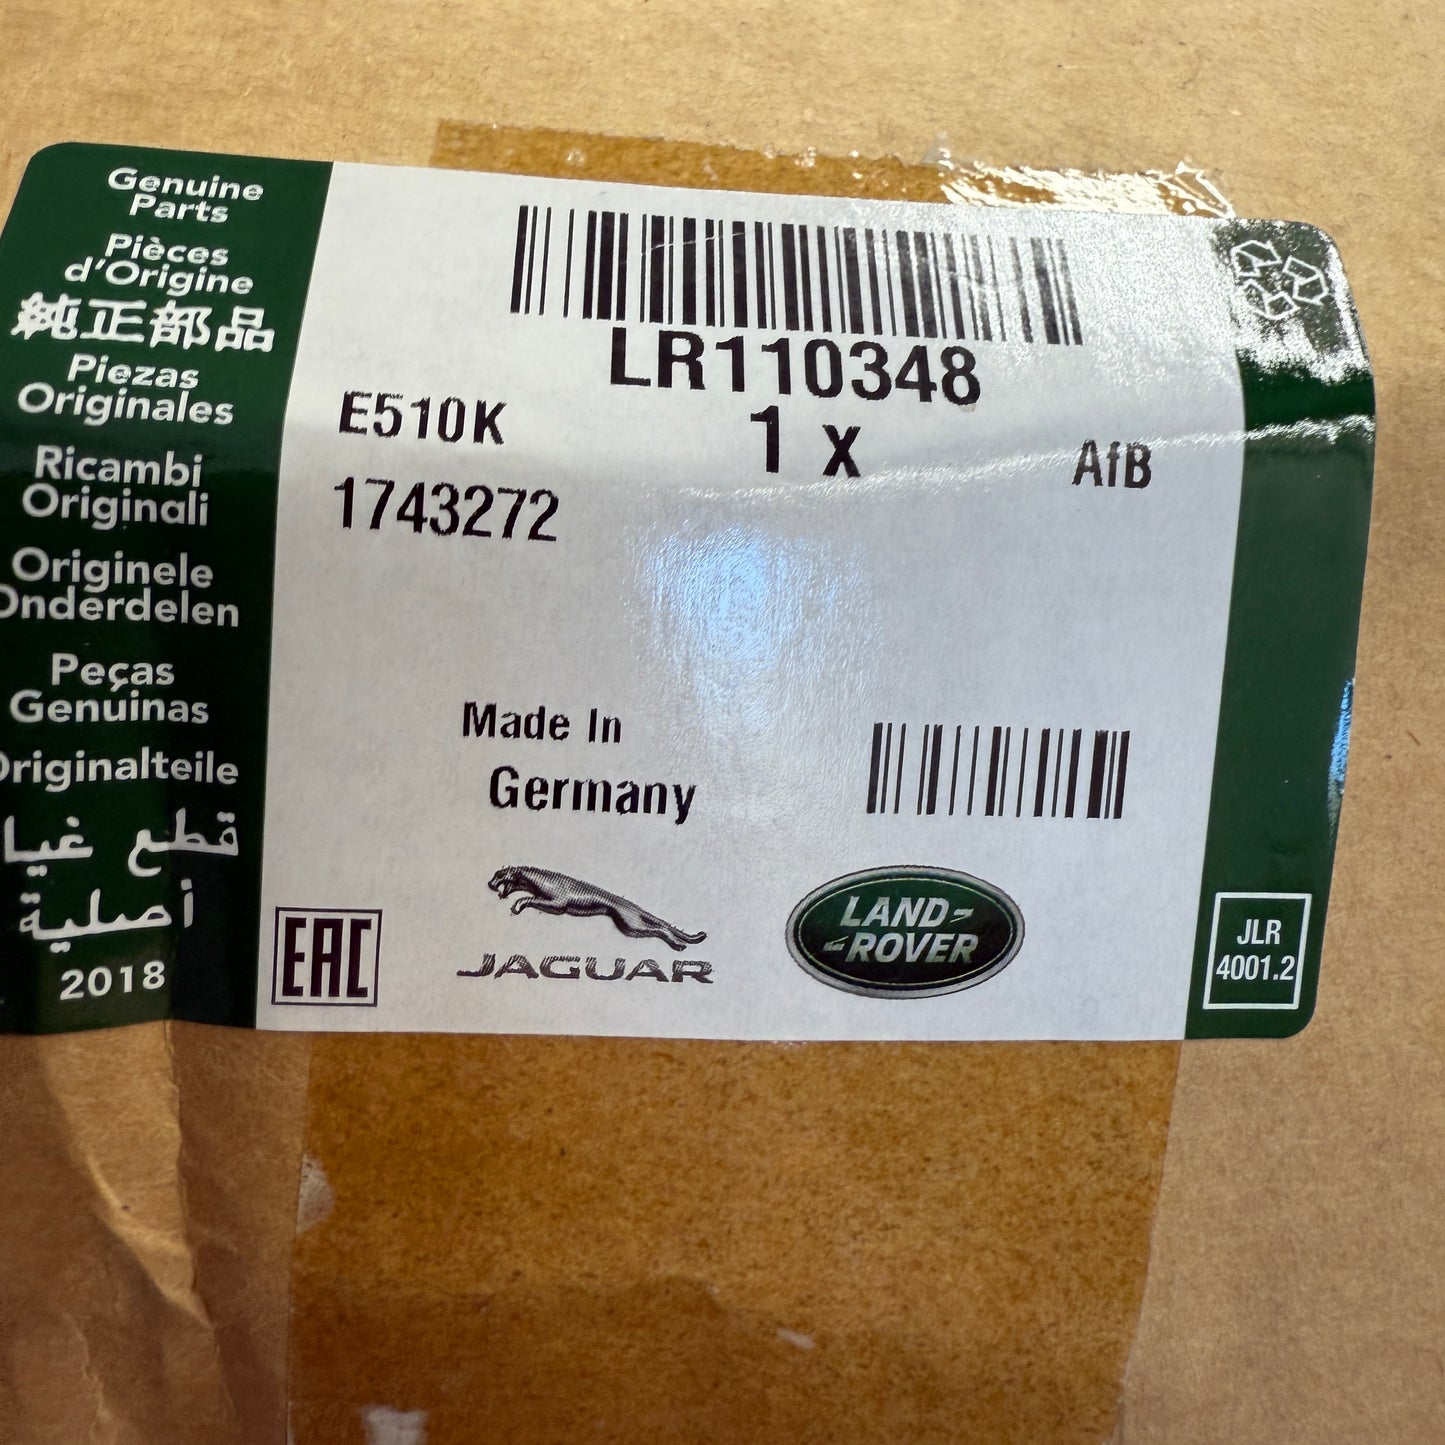 Genuine
Parts
Pièces
d'Origine
純正部品
Piezas
Originales
Ricambi
Originali
Originele
Onderdelen
Peças
Genuinas
Originalteile
قطع غيا
أصلية
2018
LR110348
E510K
1 x
AfB
1743272
Made In
Germany
EAC
JAGUAR
LAND-
-ROVER
JLR
4001.2